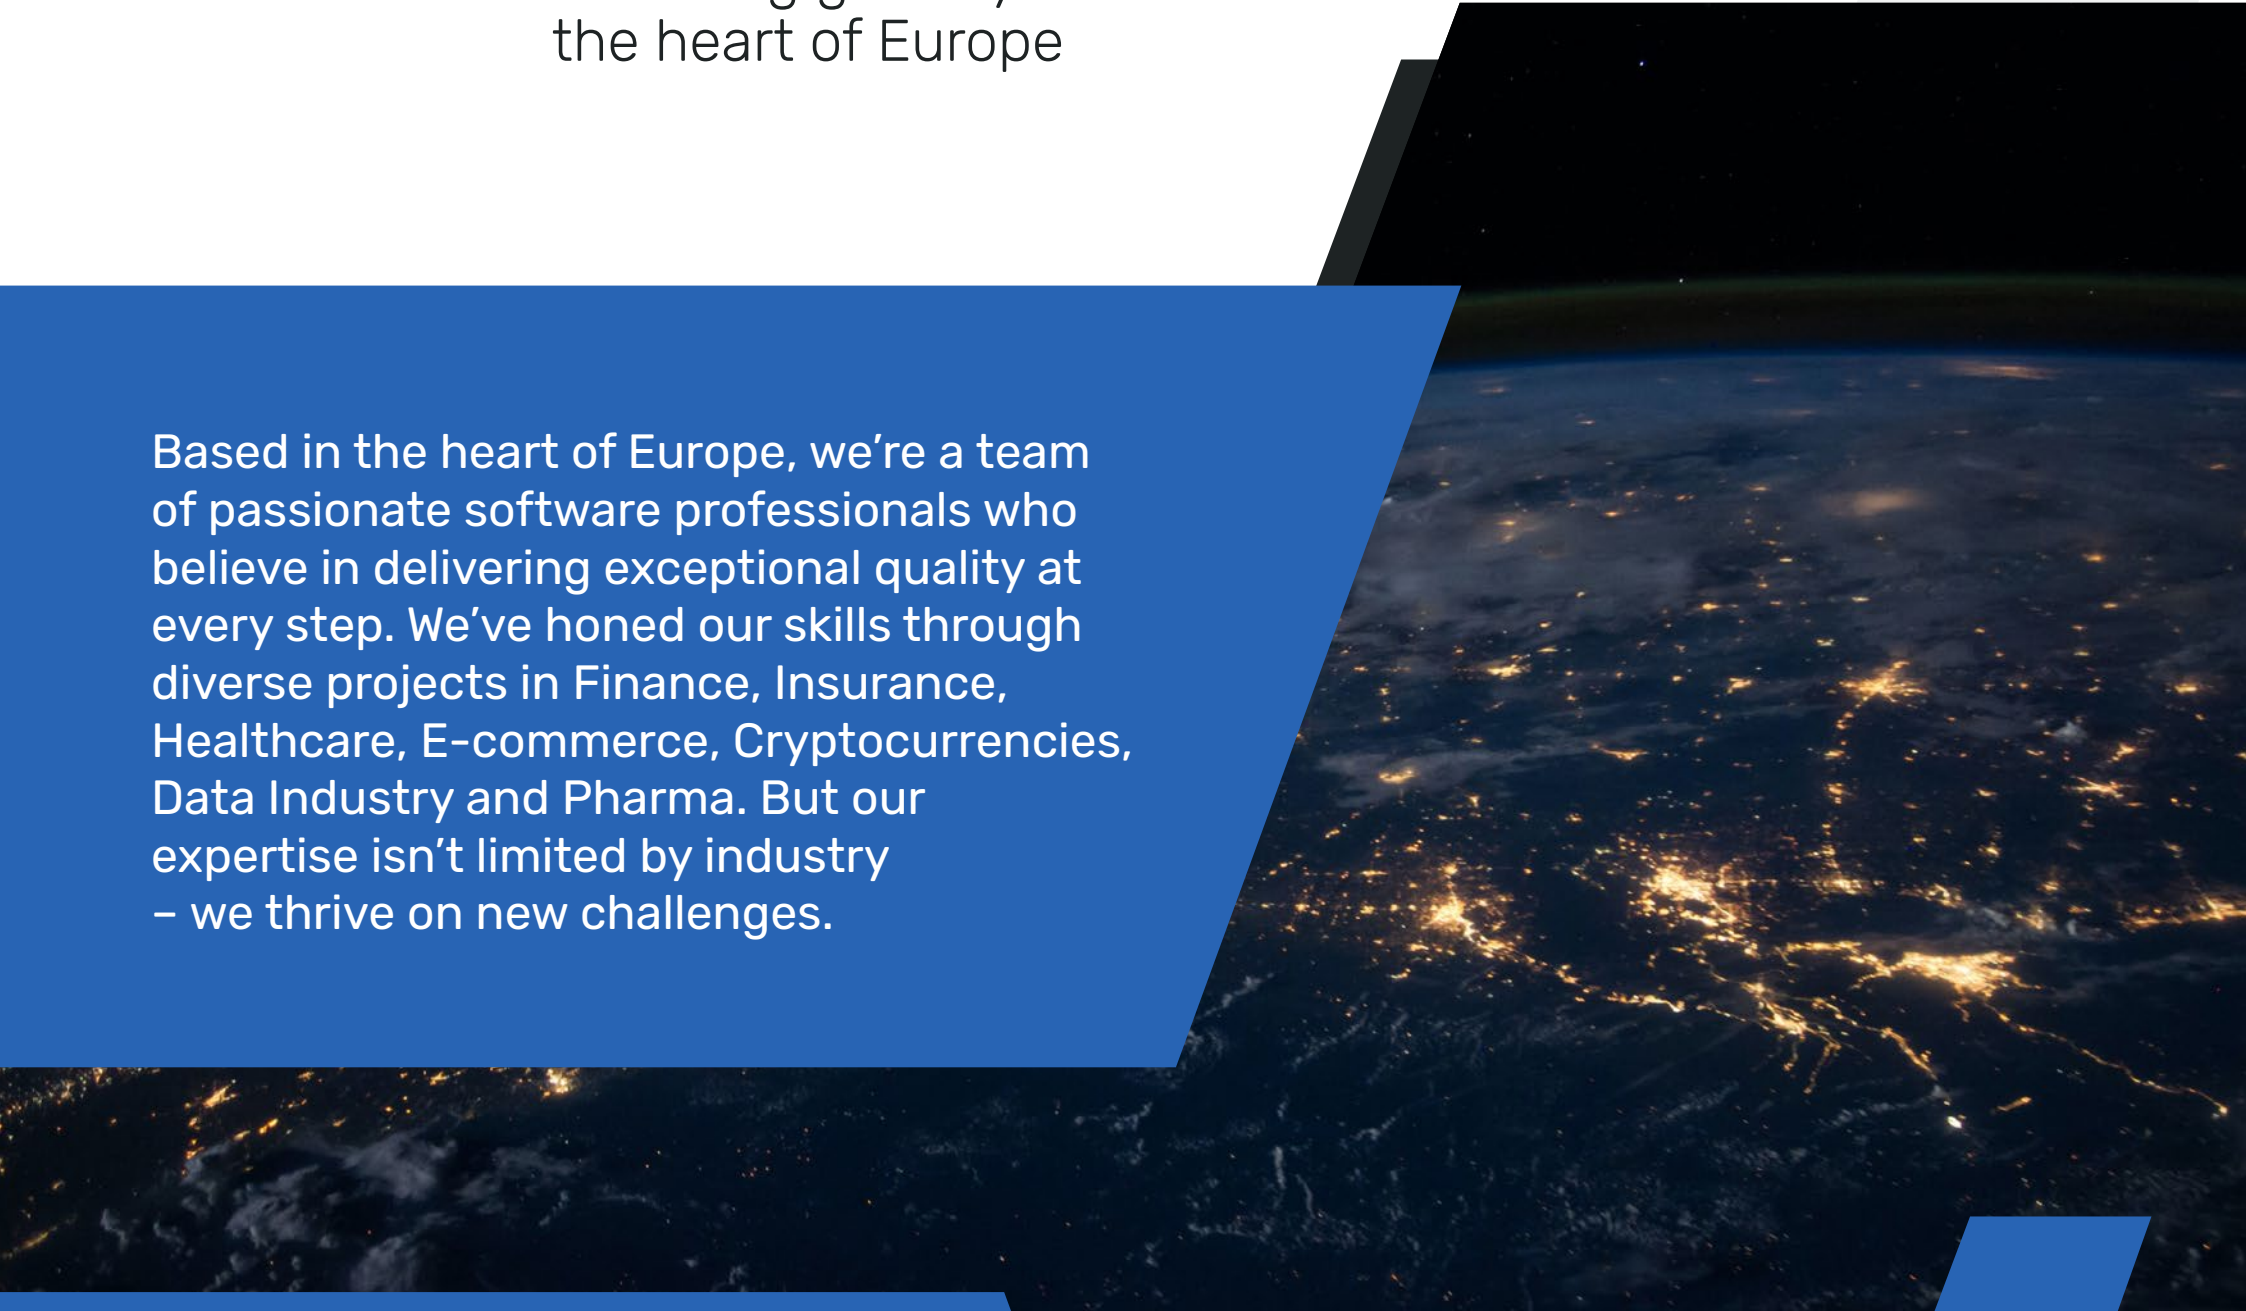 the heart of Europe
Based in the heart of Europe, we’re a team
of passionate software professionals who
believe in delivering exceptional quality at
every step. We’ve honed our skills through
diverse projects in Finance, Insurance,
Healthcare, E-commerce, Cryptocurrencies,
Data Industry and Pharma. But our
expertise isn’t limited by industry
– we thrive on new challenges.